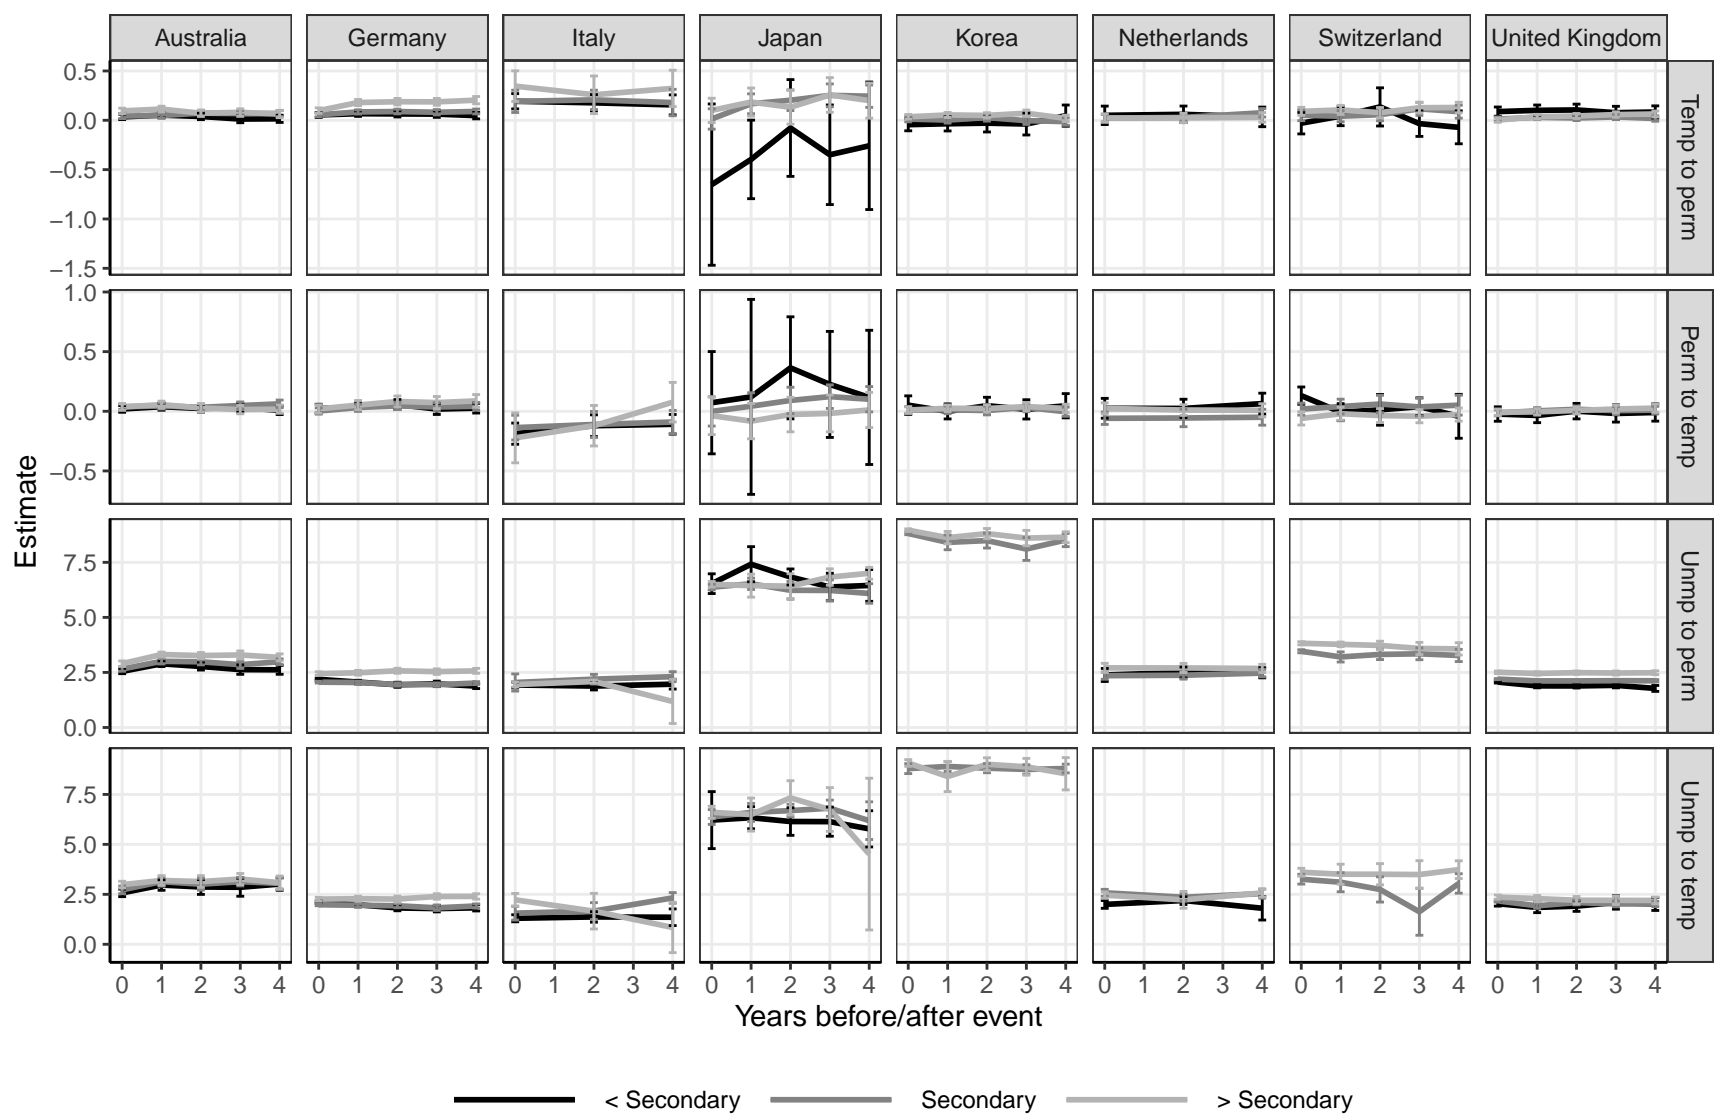 Australia Germany Italy Japan Korea Netherlands Switzerland United Kingdom
0.5
0.0
−0.5
−1.0
−1.5
Temp to perm
1.0
0.5
0.0
−0.5
Perm to temp
7.5
5.0
2.5
0.0
Unmp to perm
7.5
5.0
2.5
0.0
Unmp to temp
Estimate
0 1 2 3 4 0 1 2 3 4 0 1 2 3 4 0 1 2 3 4 0 1 2 3 4 0 1 2 3 4 0 1 2 3 4 0 1 2 3 4
Years before/after event
< Secondary Secondary > Secondary